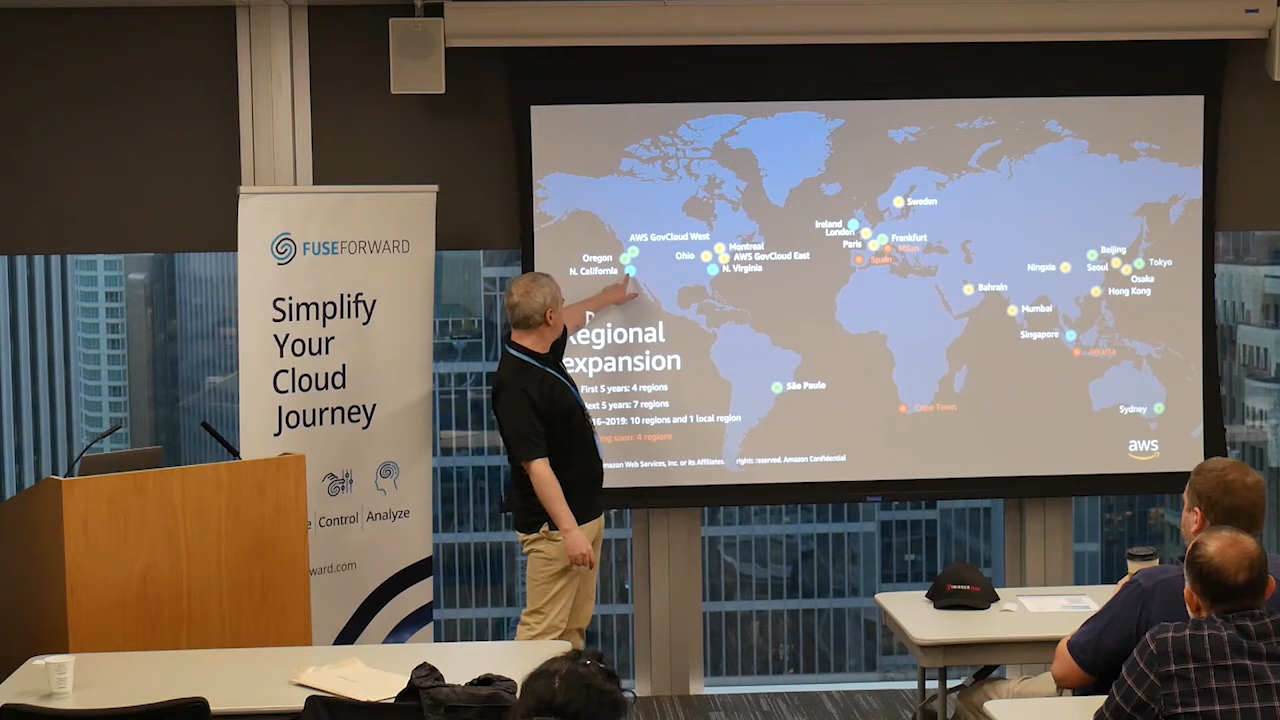 FUSEFORWARD
Simplify
Your
Cloud
Journey
Control
Analyze
ward.com
Sweden
Ireland
London
Paris
Frankfurt
Milan
Spain
AWS GovCloud West
Oregon
N. California
Montreal
Ohio
AWS GovCloud East
N. Virginia
Beijing
Ningxia
Seoul
Tokyo
Osaka
Hong Kong
Bahrain
Mumbai
Singapore
Jakarta
São Paulo
Cape Town
Sydney
egional
expansion
First 5 years: 4 regions
ext 5 years: 7 regions
16–2019: 10 regions and 1 local region
ng soon: 4 regions
mazon Web Services, Inc. or its Affiliates. rights reserved. Amazon Confidential
aws